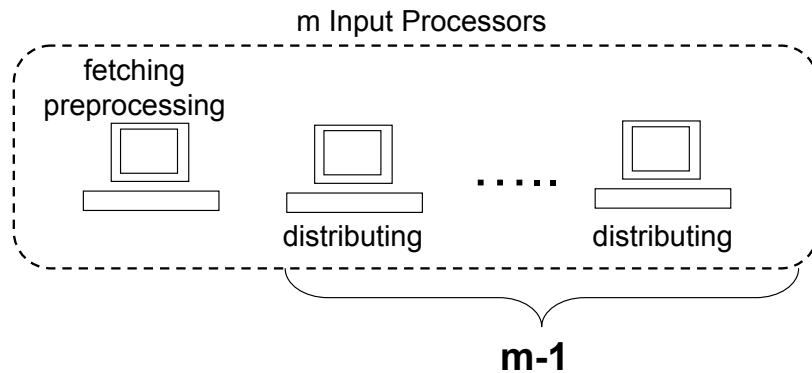 m Input Processors
fetching
preprocessing
.....
distributing
distributing
m-1